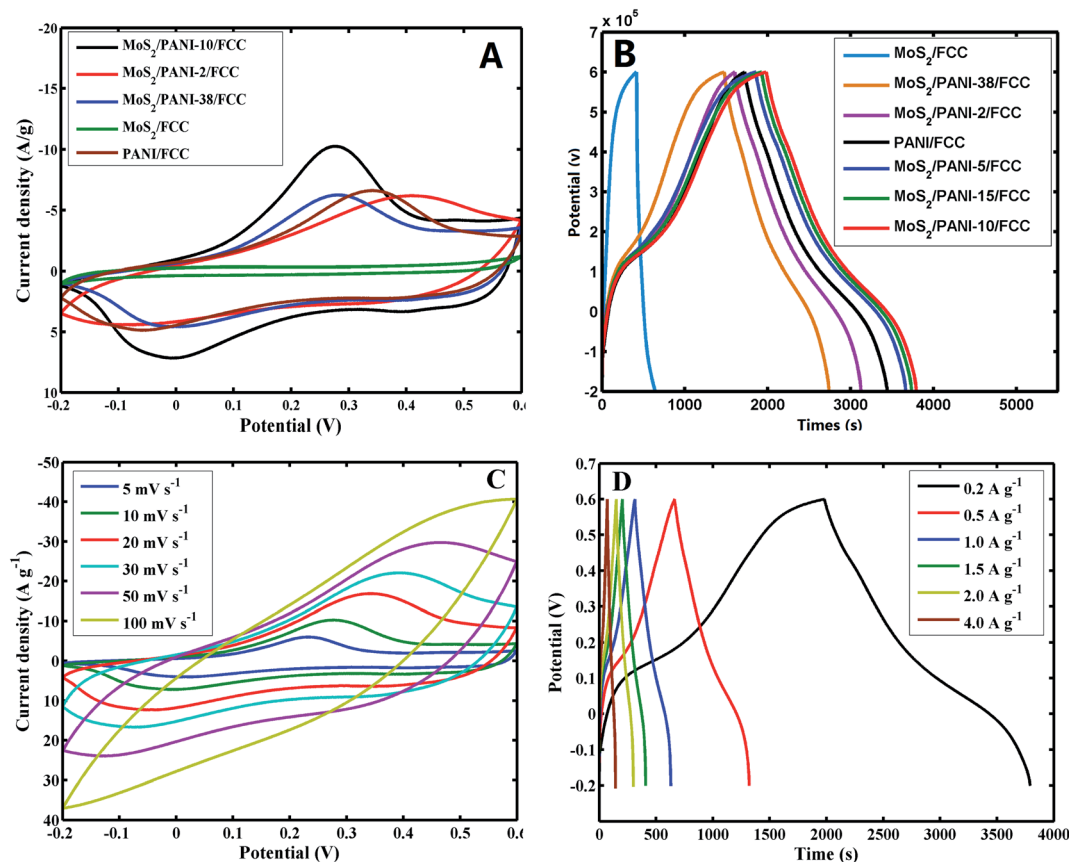 A
Current density (A/g)
-20
-15
-10
-5
0
5
10
MoS2/PANI-10/FCC
MoS2/PANI-2/FCC
MoS2/PANI-38/FCC
MoS2/FCC
PANI/FCC
-0.2 -0.1 0 0.1 0.2 0.3 0.4 0.5 0.6
Potential (V)
B
x 10^5
Potential (v)
6
5
4
3
2
1
0
-1
-2
MoS2/FCC
MoS2/PANI-38/FCC
MoS2/PANI-2/FCC
PANI/FCC
MoS2/PANI-5/FCC
MoS2/PANI-15/FCC
MoS2/PANI-10/FCC
0 1000 2000 3000 4000 5000
Times (s)
C
Current density (A g-1)
-50
-40
-30
-20
-10
0
10
20
30
40
5 mV s-1
10 mV s-1
20 mV s-1
30 mV s-1
50 mV s-1
100 mV s-1
-0.2 -0.1 0 0.1 0.2 0.3 0.4 0.5 0.6
Potential (V)
D
Potential (V)
0.7
0.6
0.5
0.4
0.3
0.2
0.1
0
-0.1
-0.2
0.2 A g-1
0.5 A g-1
1.0 A g-1
1.5 A g-1
2.0 A g-1
4.0 A g-1
0 500 1000 1500 2000 2500 3000 3500 4000
Time (s)